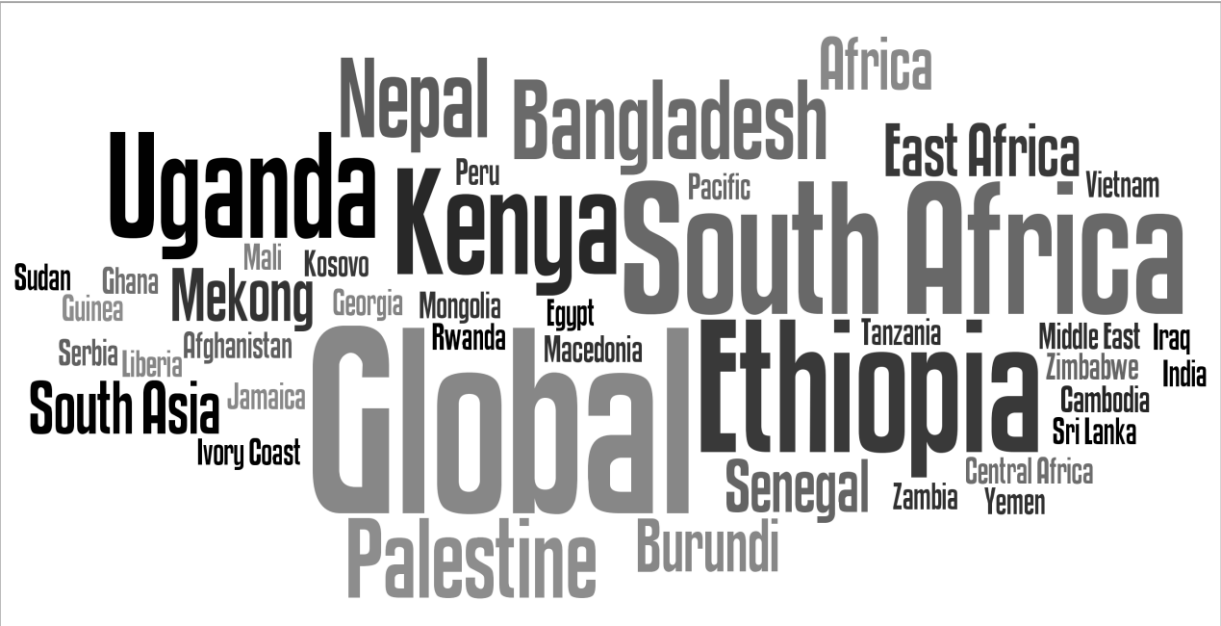 Africa
Nepal
Bangladesh
East Africa
Uganda
Peru
Kenya
Pacific
Vietnam
South Africa
Mali
Kosovo
Sudan
Ghana
Mekong
Guinea
Georgia
Mongolia
Egypt
Rwanda
Macedonia
Tanzania
Middle East
Iraq
Serbia
Liberia
Afghanistan
Global
Ethiopia
Zimbabwe
India
South Asia
Jamaica
Cambodia
Sri Lanka
Ivory Coast
Senegal
Central Africa
Zambia
Yemen
Palestine
Burundi